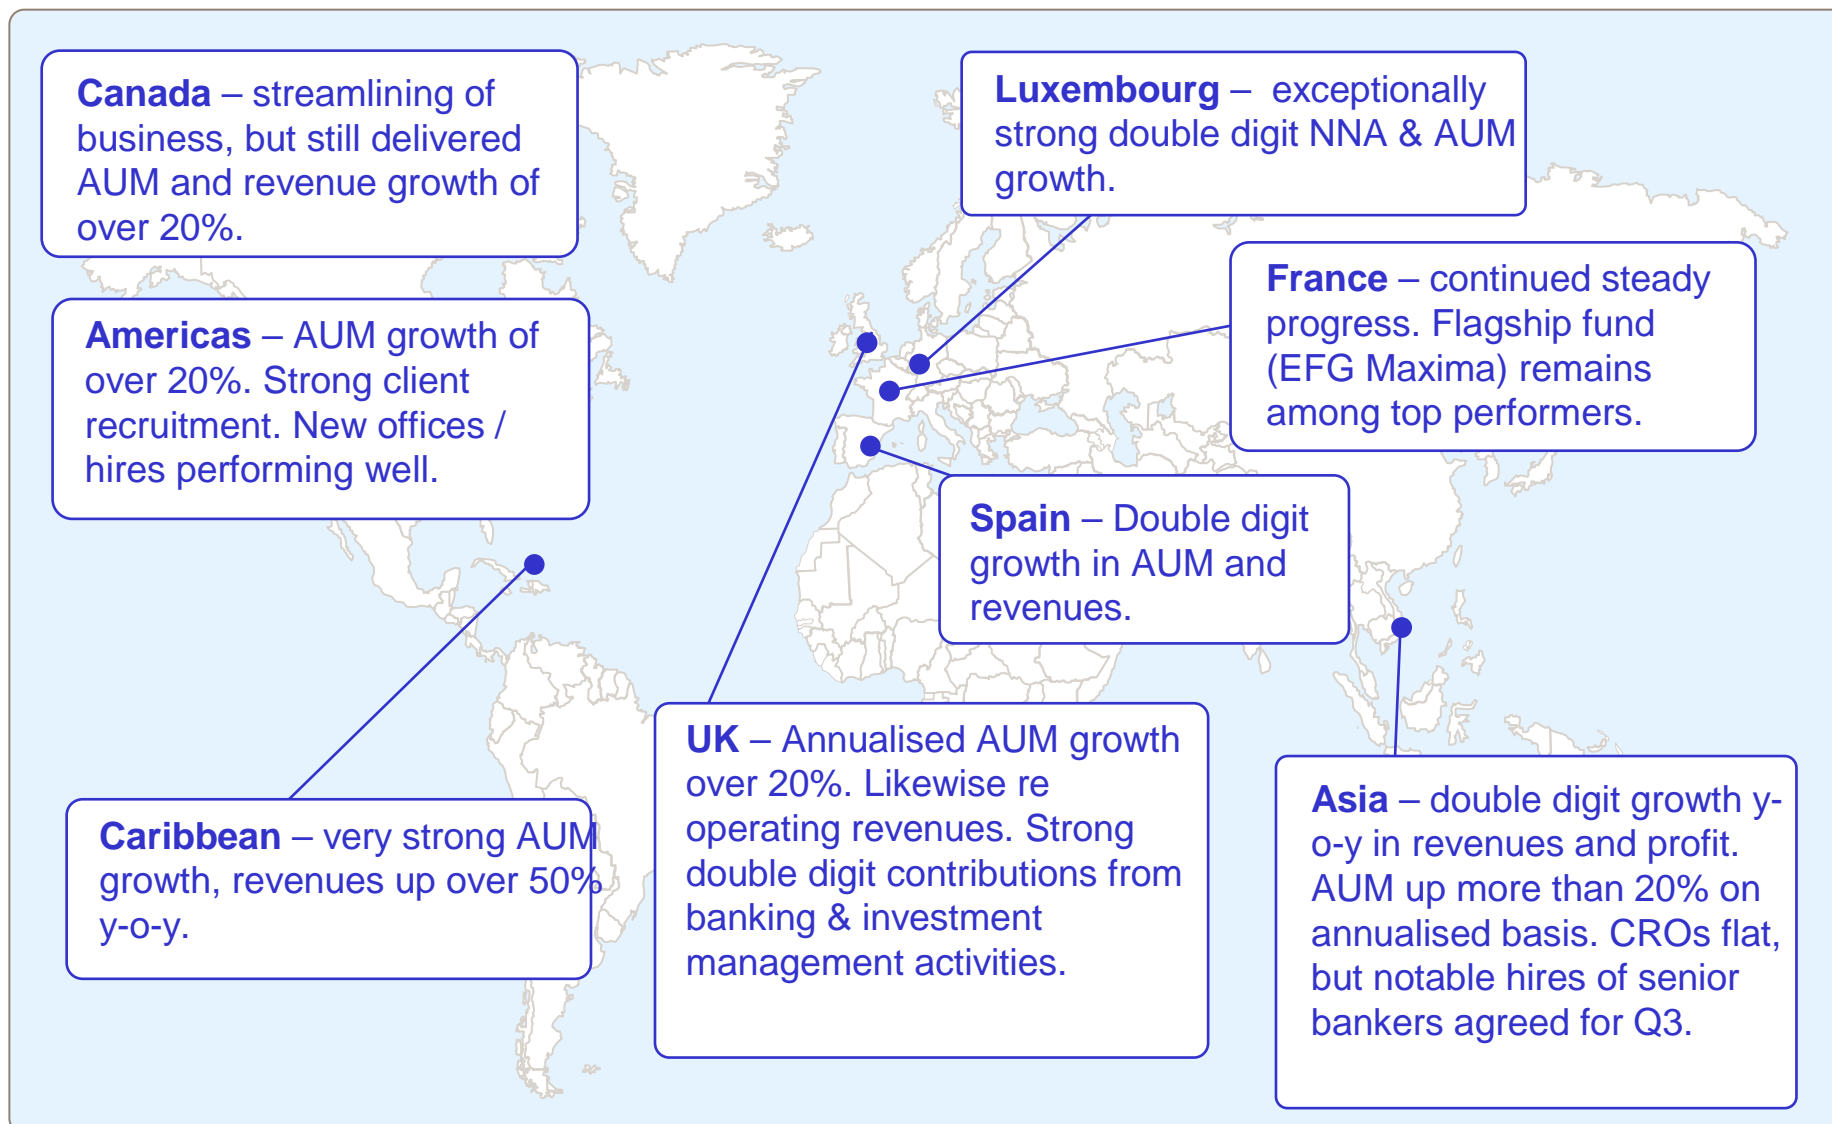 Canada – streamlining of
business, but still delivered
AUM and revenue growth of
over 20%.
Luxembourg – exceptionally
strong double digit NNA & AUM
growth.
France – continued steady
progress. Flagship fund
(EFG Maxima) remains
among top performers.
Americas – AUM growth of
over 20%. Strong client
recruitment. New offices /
hires performing well.
Spain – Double digit
growth in AUM and
revenues.
UK – Annualised AUM growth
over 20%. Likewise re
operating revenues. Strong
double digit contributions from
banking & investment
management activities.
Asia – double digit growth y-
o-y in revenues and profit.
AUM up more than 20% on
annualised basis. CROs flat,
but notable hires of senior
bankers agreed for Q3.
Caribbean – very strong AUM
growth, revenues up over 50%
y-o-y.